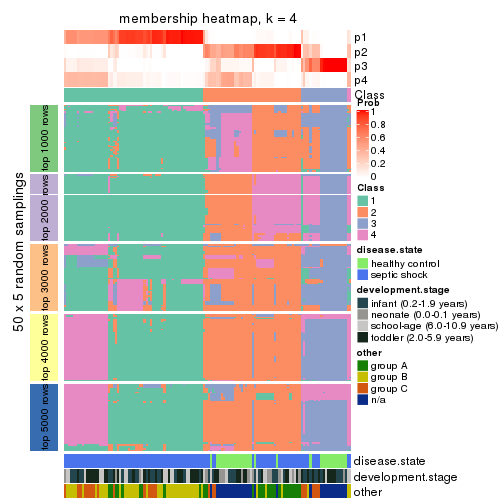 membership heatmap, k = 4
p1
p2
p3
p4
Class
50 x 5 random samplings
top 1000 rows
top 2000 rows
top 3000 rows
top 4000 rows
top 5000 rows
Prob
1
0.8
0.6
0.4
0.2
0
Class
1
2
3
4
disease.state
healthy control
septic shock
development.stage
infant (0.2-1.9 years)
neonate (0.0-0.1 years)
school-age (6.0-10.9 years)
toddler (2.0-5.9 years)
other
group A
group B
group C
n/a
disease.state
development.stage
other